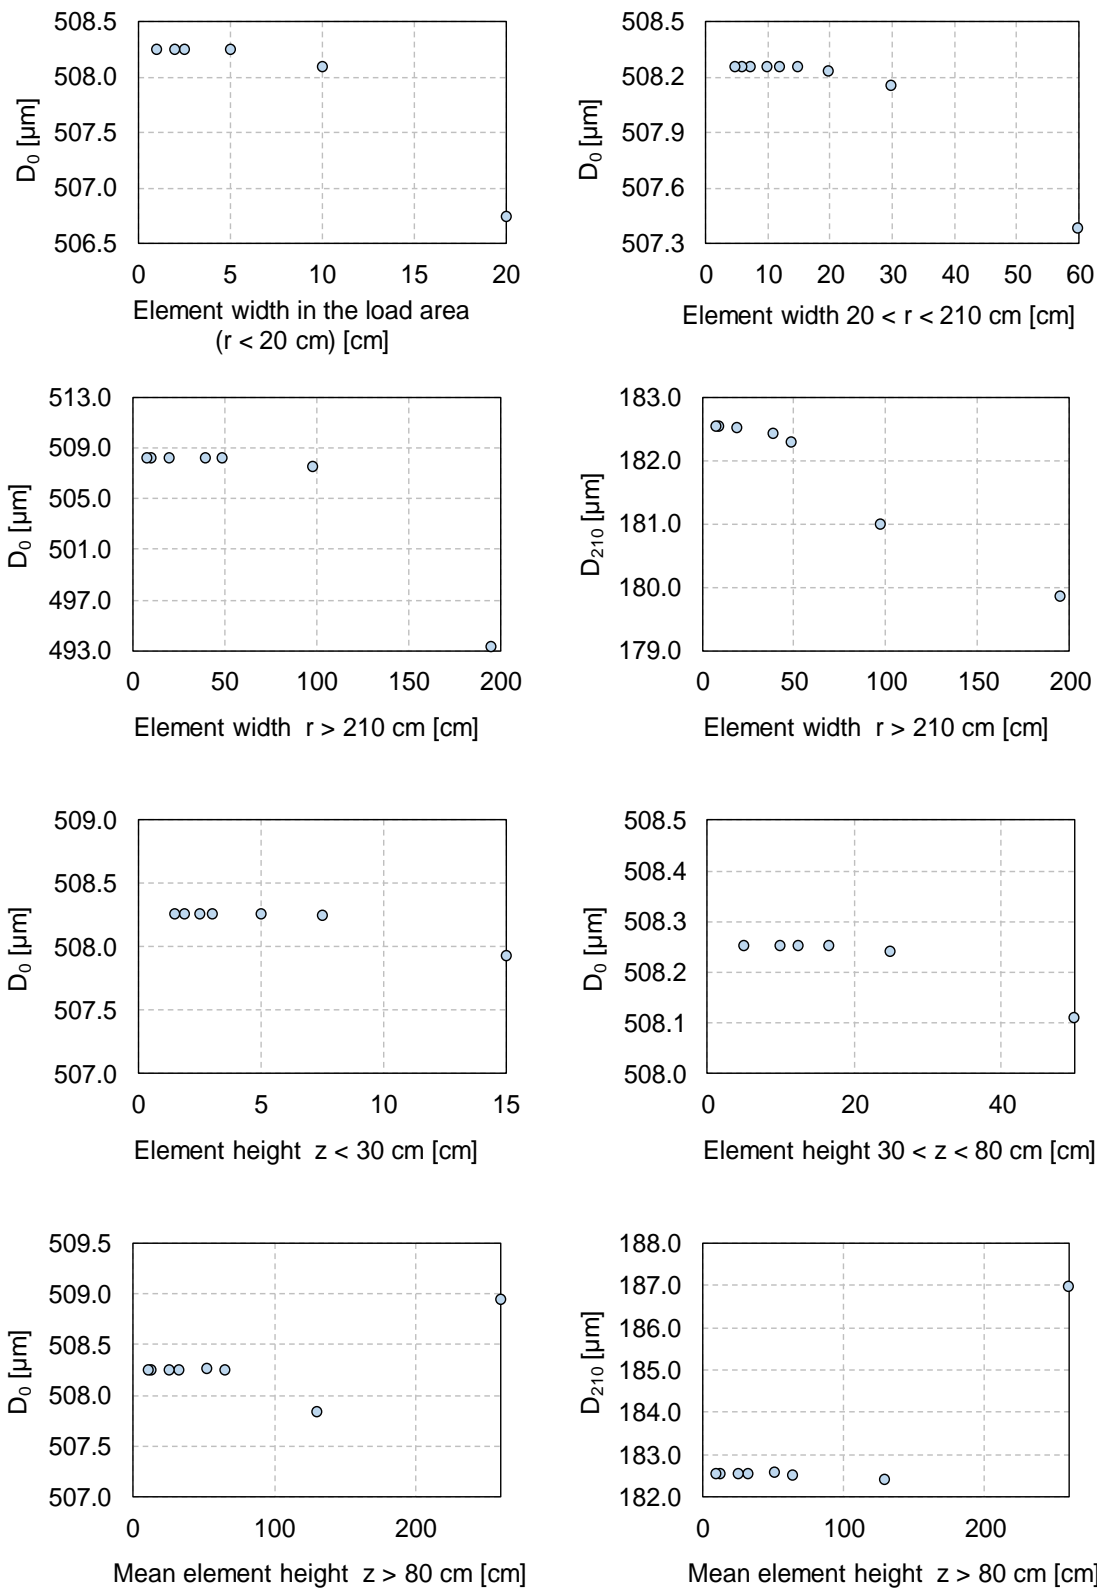 508.5
508.0
507.5
507.0
506.5
D₀ [µm]
0 5 10 15 20
Element width in the load area
(r < 20 cm) [cm]
508.5
508.2
507.9
507.6
507.3
D₀ [µm]
0 10 20 30 40 50 60
Element width 20 < r < 210 cm [cm]
513.0
509.0
505.0
501.0
497.0
493.0
D₀ [µm]
0 50 100 150 200
Element width r > 210 cm [cm]
183.0
182.0
181.0
180.0
179.0
D₂₁₀ [µm]
0 50 100 150 200
Element width r > 210 cm [cm]
509.0
508.5
508.0
507.5
507.0
D₀ [µm]
0 5 10 15
Element height z < 30 cm [cm]
508.5
508.4
508.3
508.2
508.1
508.0
D₀ [µm]
0 20 40
Element height 30 < z < 80 cm [cm]
509.5
509.0
508.5
508.0
507.5
507.0
D₀ [µm]
0 100 200
Mean element height z > 80 cm [cm]
188.0
187.0
186.0
185.0
184.0
183.0
182.0
D₂₁₀ [µm]
0 100 200
Mean element height z > 80 cm [cm]